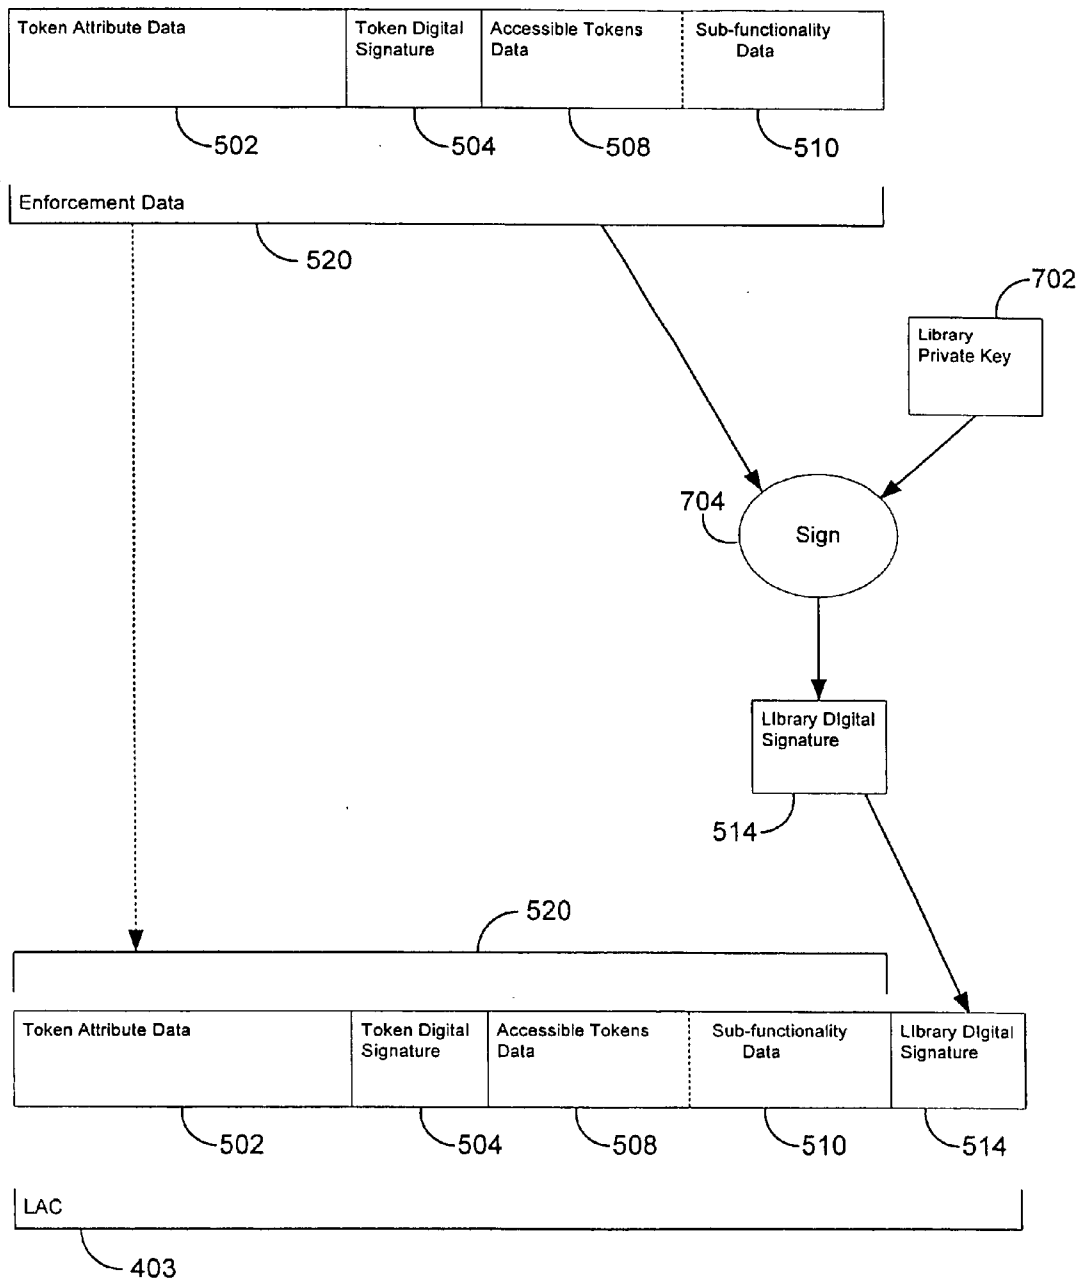 Token Attribute Data
Token Digital
Signature
Accessible Tokens
Data
Sub-functionality
Data
502
504
508
510
Enforcement Data
520
702
Library
Private Key
704
Sign
LIbrary DIgital
Signature
514
520
Token Attribute Data
Token Digital
Signature
Accessible Tokens
Data
Sub-functionality
Data
LIbrary DIgital
Signature
502
504
508
510
514
LAC
403